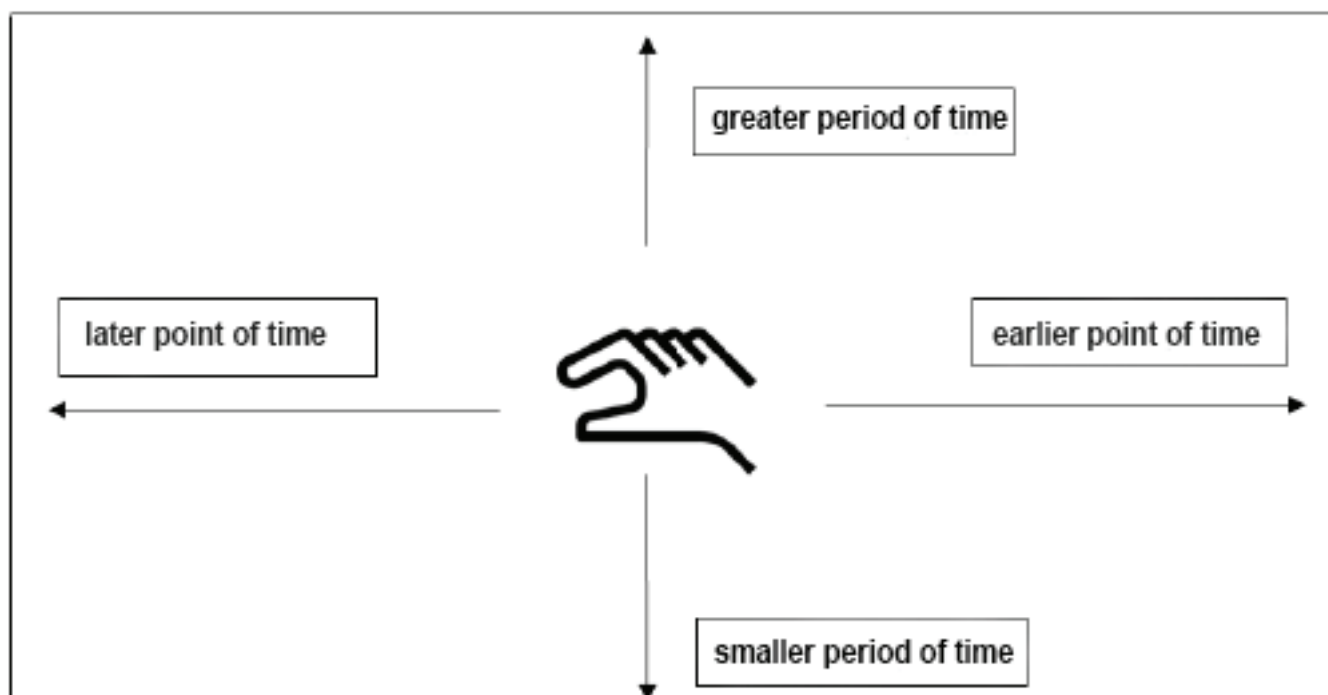 greater period of time
later point of time
earlier point of time
smaller period of time